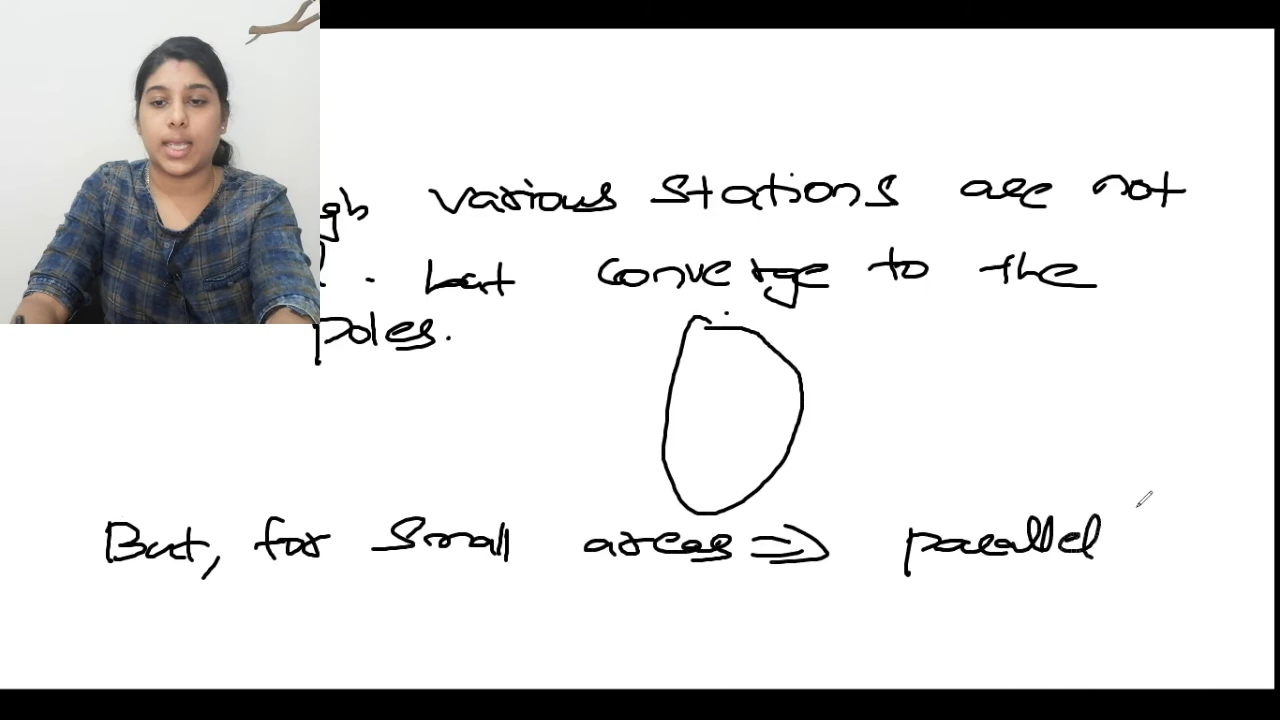 various stations are not
but converge to the
poles.
But, for small areas ⇒ parallel